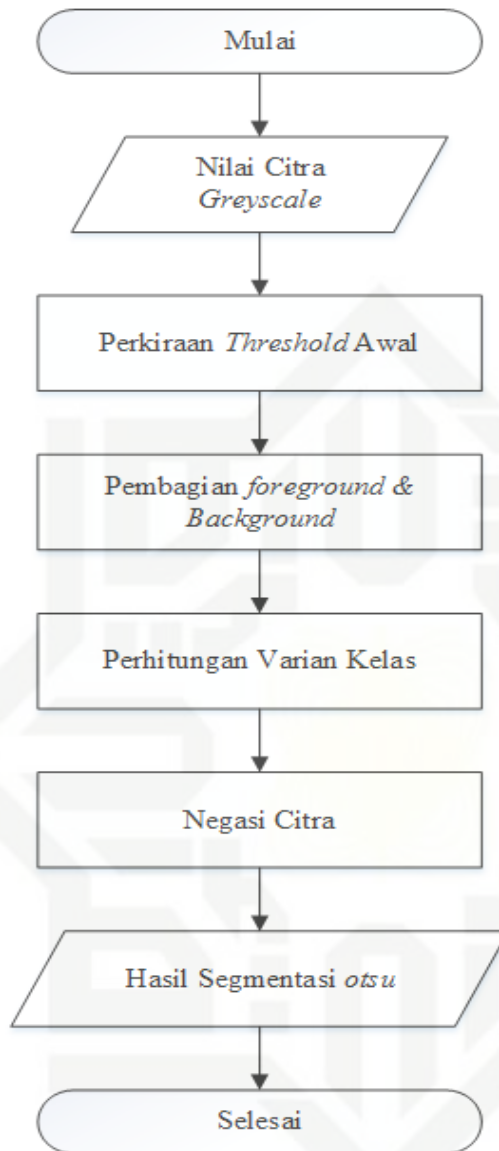 Mulai
Nilai Citra
Greyscale
Perkiraan Threshold Awal
Pembagian foreground &
Background
Perhitungan Varian Kelas
Negasi Citra
Hasil Segmentasi otsu
Selesai